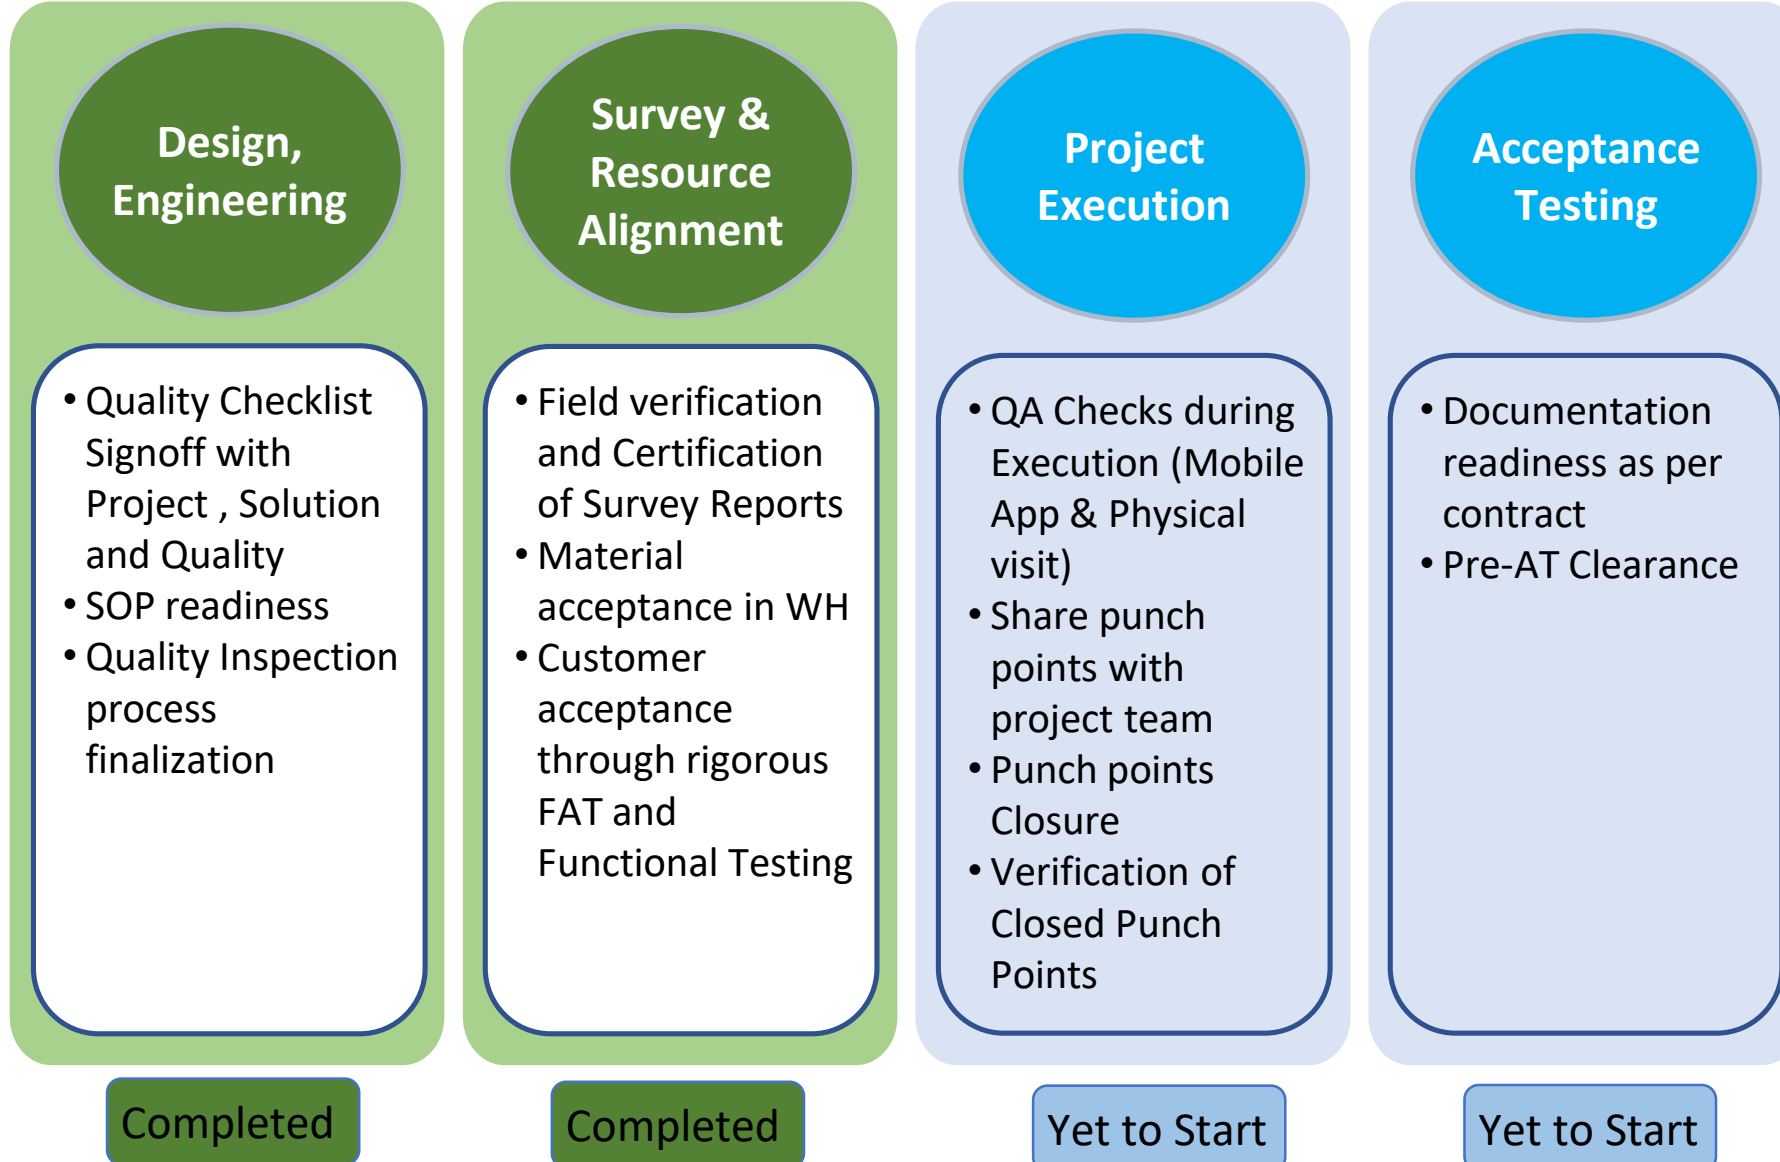 Design,
Engineering
• Quality Checklist
Signoff with
Project , Solution
and Quality
• SOP readiness
• Quality Inspection
process
finalization
Completed
Survey &
Resource
Alignment
• Field verification
and Certification
of Survey Reports
• Material
acceptance in WH
• Customer
acceptance
through rigorous
FAT and
Functional Testing
Completed
Project
Execution
• QA Checks during
Execution (Mobile
App & Physical
visit)
• Share punch
points with
project team
• Punch points
Closure
• Verification of
Closed Punch
Points
Yet to Start
Acceptance
Testing
• Documentation
readiness as per
contract
• Pre-AT Clearance
Yet to Start